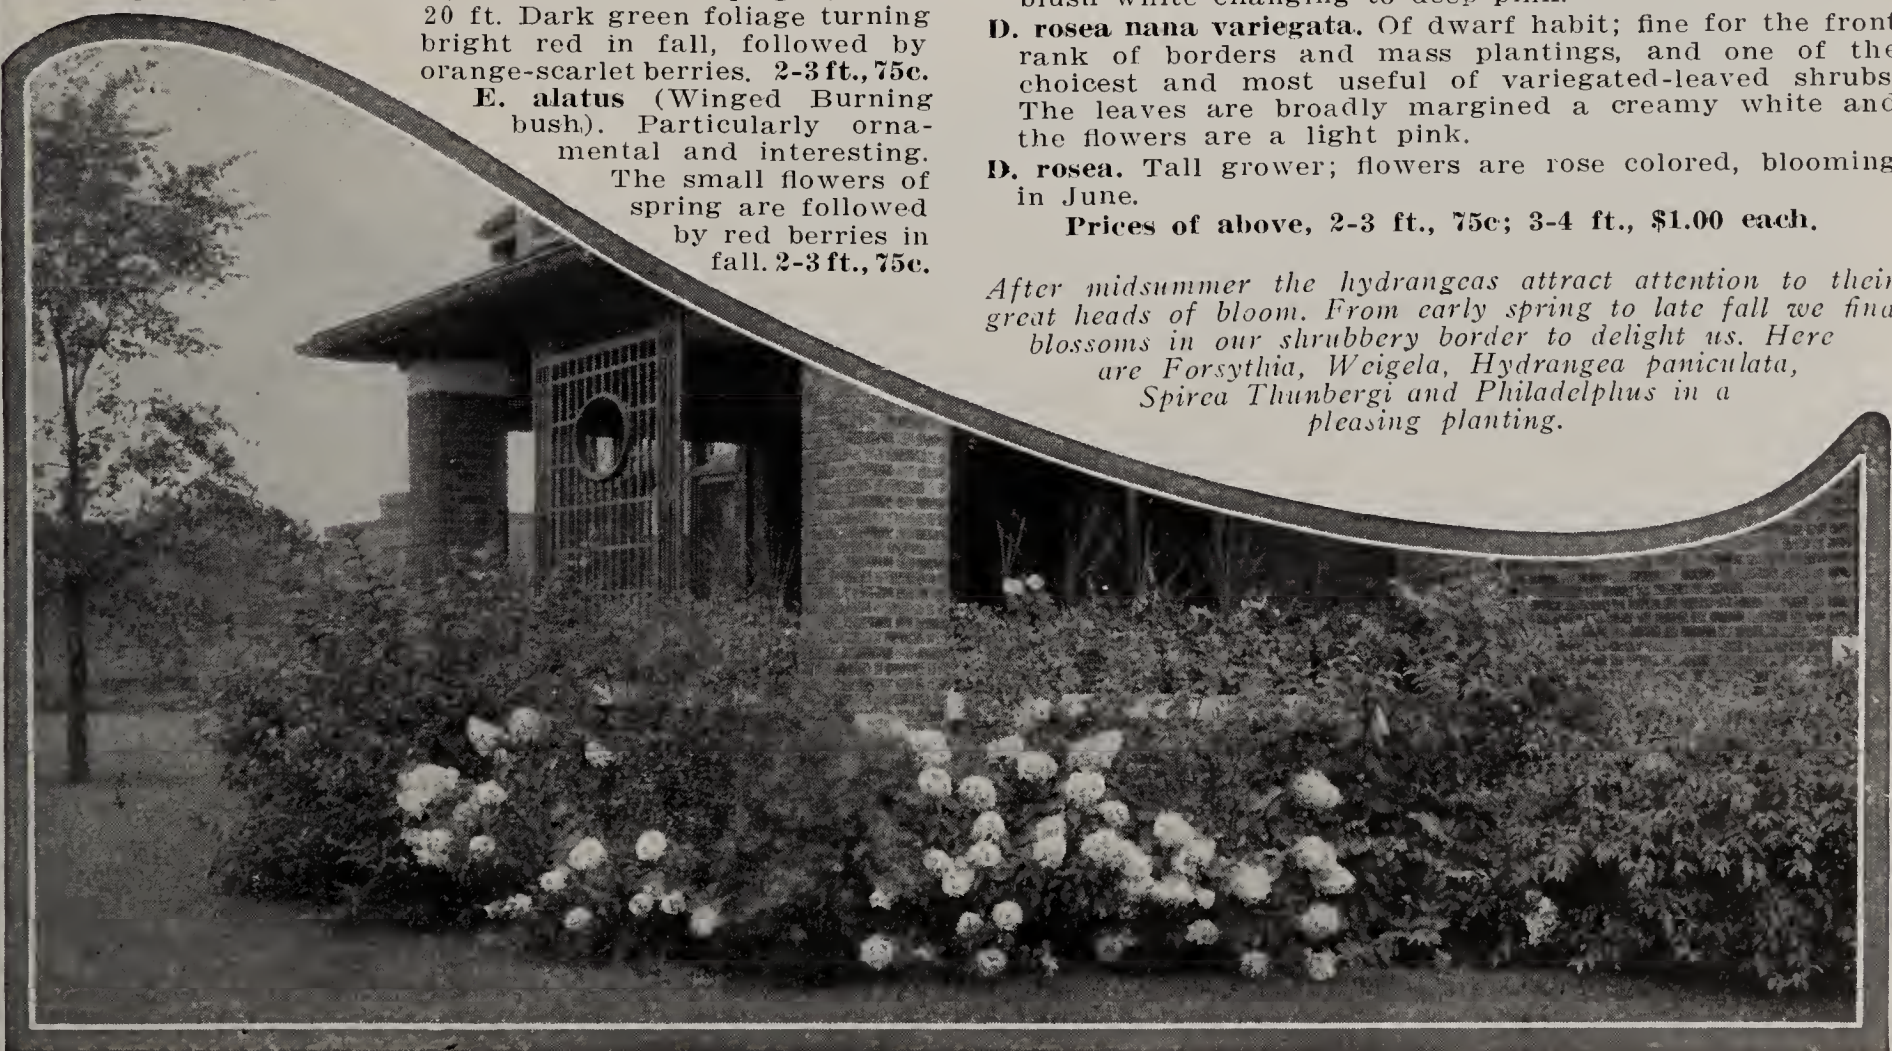 20 ft. Dark green foliage turning
bright red in fall, followed by
orange-scarlet berries. 2-3 ft., 75c.
E. alatus (Winged Burning
bush). Particularly orna-
mental and interesting.
The small flowers of
spring are followed
by red berries in
fall. 2-3 ft., 75c.
blush white changing to deep pink.
D. rosea nana variegata. Of dwarf habit; fine for the front
rank of borders and mass plantings, and one of the
choicest and most useful of variegated-leaved shrubs
The leaves are broadly margined a creamy white and
the flowers are a light pink.
D. rosea. Tall grower; flowers are rose colored, blooming
in June.
Prices of above, 2-3 ft., 75c; 3-4 ft., $1.00 each.
After midsummer the hydrangeas attract attention to their
great heads of bloom. From early spring to late fall we find
blossoms in our shrubbery border to delight us. Here
are Forsythia, Weigela, Hydrangea paniculata,
Spirea Thunbergi and Philadelphus in a
pleasing planting.